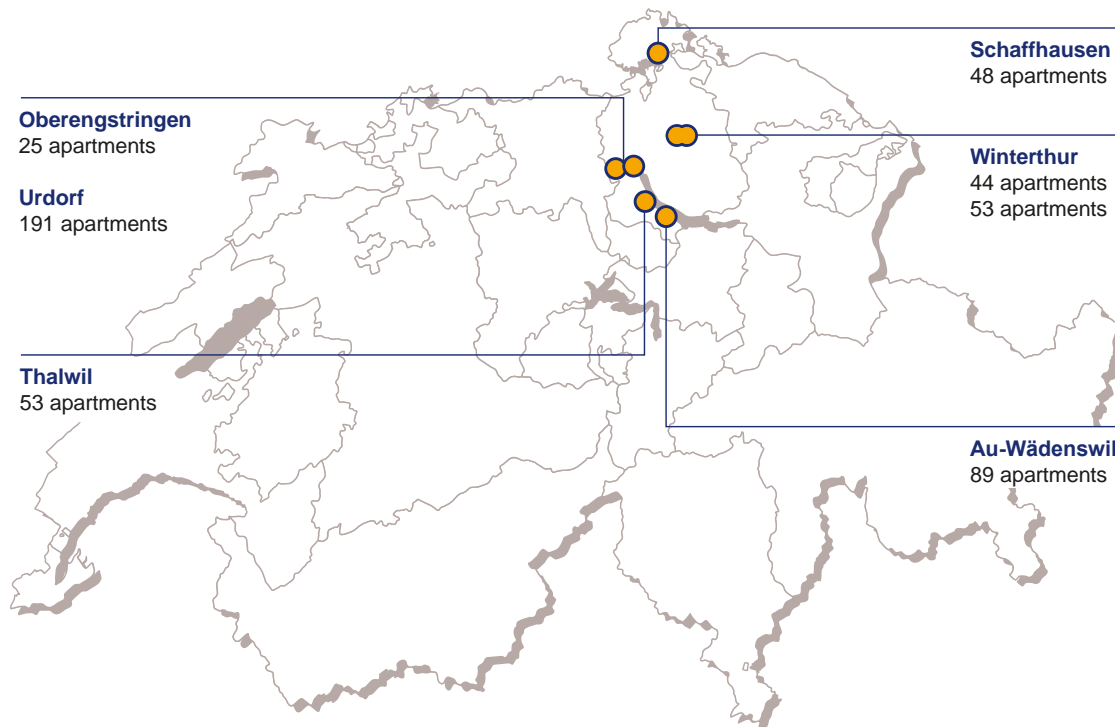 Schaffhausen
48 apartments
Oberengstringen
25 apartments
Urdorf
191 apartments
Winterthur
44 apartments
53 apartments
Thalwil
53 apartments
Au-Wädenswil
89 apartments